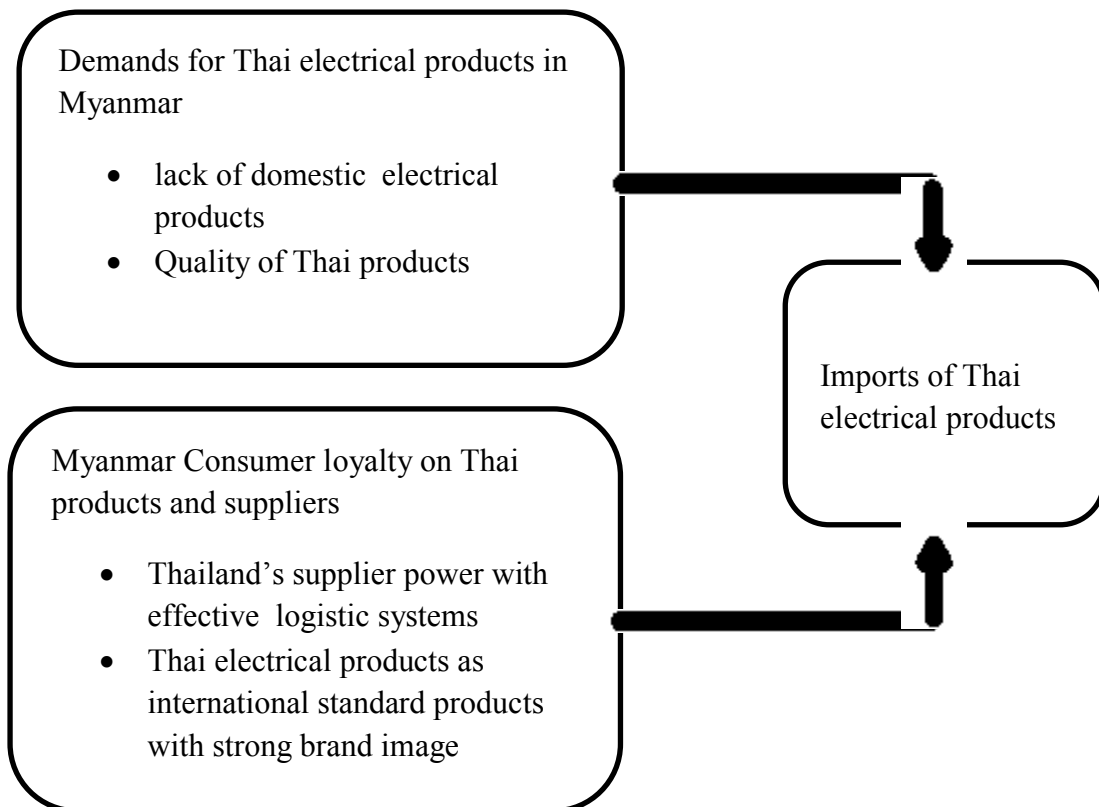 Demands for Thai electrical products in
Myanmar
• lack of domestic electrical
products
• Quality of Thai products
Imports of Thai
electrical products
Myanmar Consumer loyalty on Thai
products and suppliers
• Thailand’s supplier power with
effective logistic systems
• Thai electrical products as
international standard products
with strong brand image